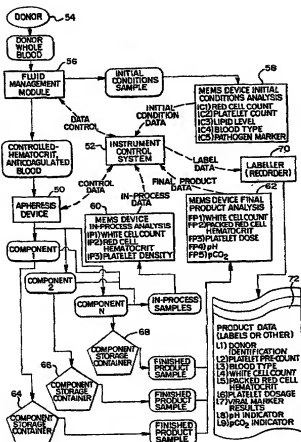 DONOR
54
DONOR
WHOLE
BLOOD
56
FLUID
MANAGEMENT
MODULE
INITIAL
CONDITIONS
SAMPLE
58
MEMS DEVICE INITIAL
CONDITIONS ANALYSIS
IC1) RED CELL COUNT
IC2) PLATELET COUNT
IC3) LIPID LEVEL
IC4) BLOOD TYPE
IC5) PATHOGEN MARKER
INITIAL
CONDITION
DATA
DATA
CONTROL
52
INSTRUMENT
CONTROL
SYSTEM
LABEL
DATA
70
LABELLER
(RECORDER)
FINAL PRODUCT
DATA
62
CONTROLLED-
HEMATOCRIT,
ANTICOAGULATED
BLOOD
CONTROL
DATA
IN-PROCESS
DATA
50
APHERESIS
DEVICE
60
MEMS DEVICE
IN-PROCESS ANALYSIS
IP1) WHITE CELL COUNT
IP2) RED CELL
HEMATOCRIT
IP3) PLATELET DENSITY
MEMS DEVICE FINAL
PRODUCT ANALYSIS
FP1) WHITE CELL COUNT
FP2) PACKED RED CELL
HEMATOCRIT
FP3) PLATELET DOSE
FP4) pH
FP5) pCO2
COMPONENT
1
COMPONENT
2
COMPONENT
N
IN-PROCESS
SAMPLES
72
68
COMPONENT
STORAGE
CONTAINER
FINISHED
PRODUCT
SAMPLE
66
COMPONENT
STORAGE
CONTAINER
FINISHED
PRODUCT
SAMPLE
64
COMPONENT
STORAGE
CONTAINER
FINISHED
PRODUCT
SAMPLE
PRODUCT DATA
(LABELS OR OTHER)
L1) DONOR
IDENTIFICATION
L2) PLATELET PRE-COUNT
L3) BLOOD TYPE
L4) WHITE CELL COUNT
L5) PACKED RED CELL
HEMATOCRIT
L6) PLATELET DOSAGE
L7) VIRAL MARKER
RESULTS
L8) pH INDICATOR
L9) pCO2 INDICATOR